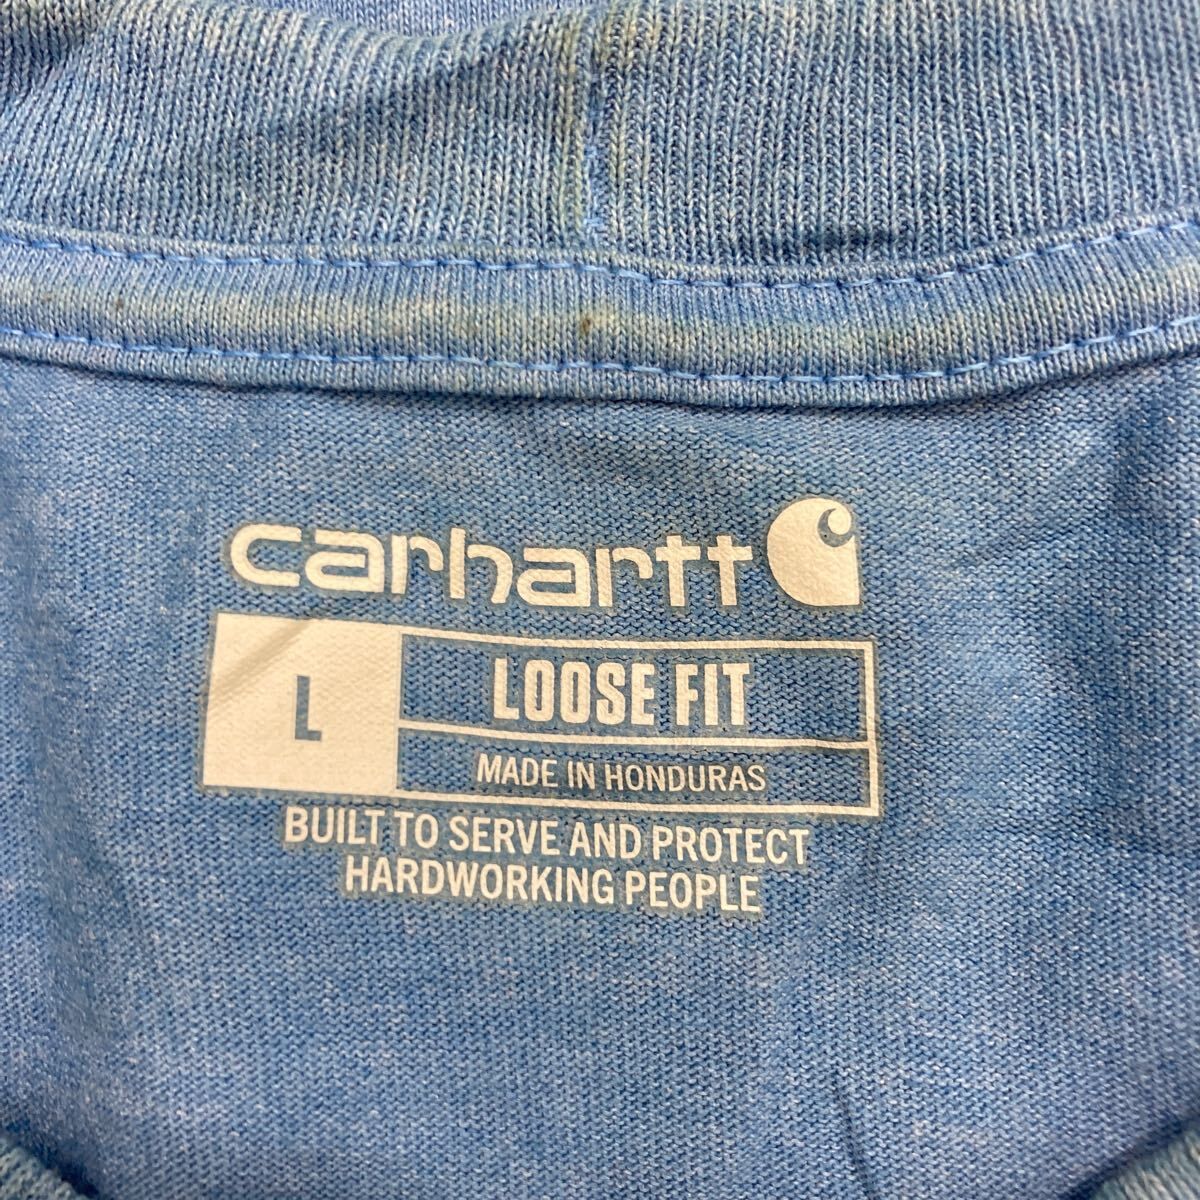 carhartt
L LOOSE FIT
MADE IN HONDURAS
BUILT TO SERVE AND PROTECT
HARDWORKING PEOPLE